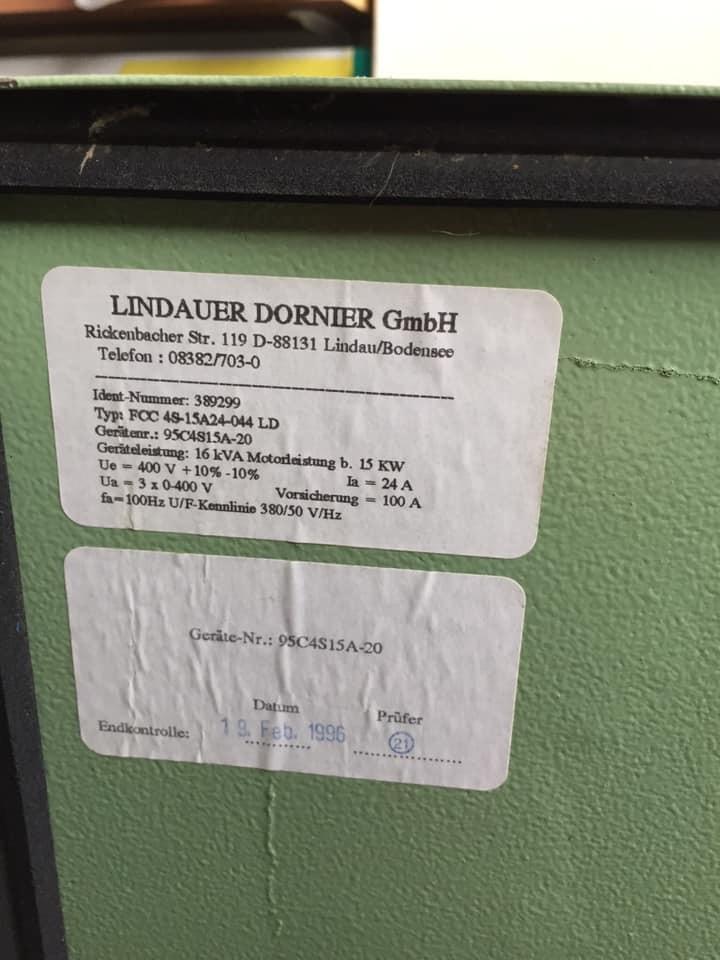 LINDAUER DORNIER GmbH
Rickenbacher Str. 119 D-88131 Lindau/Bodensee
Telefon : 08382/703-0
Ident-Nummer: 389299
Typ: FCC 4S-15A24-044 LD
Gerätenr.: 95C4S15A-20
Geräteleistung: 16 kVA Motorleistung b. 15 KW
Ue = 400 V +10% -10% Ia = 24 A
Ua = 3 x 0-400 V Vorsicherung = 100 A
fa=100Hz U/F-Kennlinie 380/50 V/Hz
Geräte-Nr.: 95C4S15A-20
Datum Prüfer
Endkontrolle: 19. Feb. 1996 21